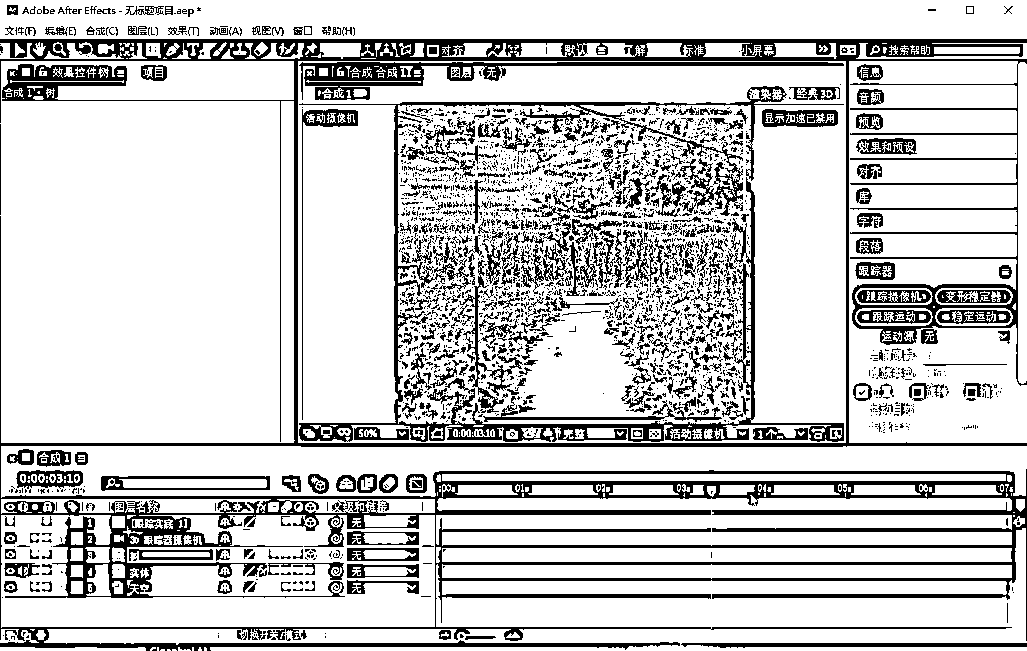 Adobe After Effects - 无标题项目.aep *
文件(F) 编辑(E) 合成(C) 图层(L) 效果(T) 动画(A) 视图(V) 窗口 帮助(H)
对齐 默认 了解 标准 小屏幕 搜索帮助
效果控件树 项目 合成 合成 1 图层 (无) 信息
合成 1 • 树 合成 1 渲染器: 经典 3D
音频
活动摄像机 显示加速已禁用
预览
效果和预设
对齐
库
字符
段落
跟踪器
跟踪摄像机 变形稳定器
跟踪运动 稳定运动
运动源: 无
50% 0:00:03:10 完整 活动摄像机 1个
合成 1
0:00:03:10
:00s 01s 02s 03s 04s 05s 06s 07s
# 图层名称 父级和链接
1 [跟踪实底 1] 无
2 3D 跟踪器摄像机 无
3 无
4 实体 无
5 天空 无
切换开关/模式